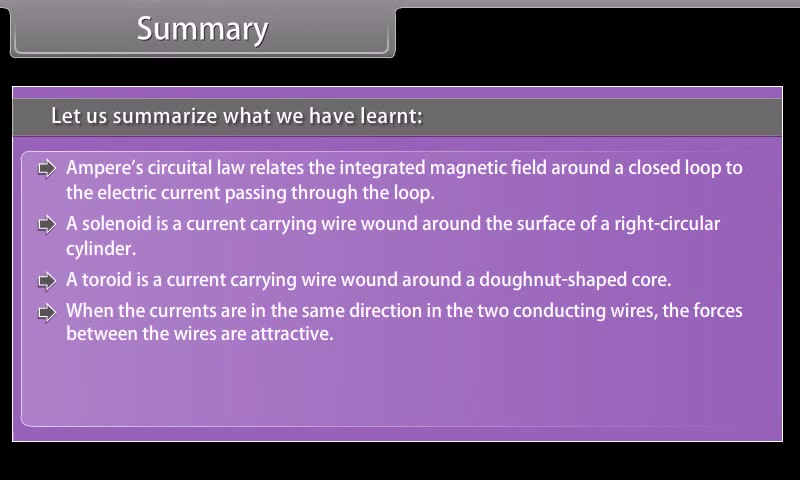 Summary
Let us summarize what we have learnt:
Ampere's circuital law relates the integrated magnetic field around a closed loop to
the electric current passing through the loop.
A solenoid is a current carrying wire wound around the surface of a right-circular
cylinder.
A toroid is a current carrying wire wound around a doughnut-shaped core.
When the currents are in the same direction in the two conducting wires, the forces
between the wires are attractive.